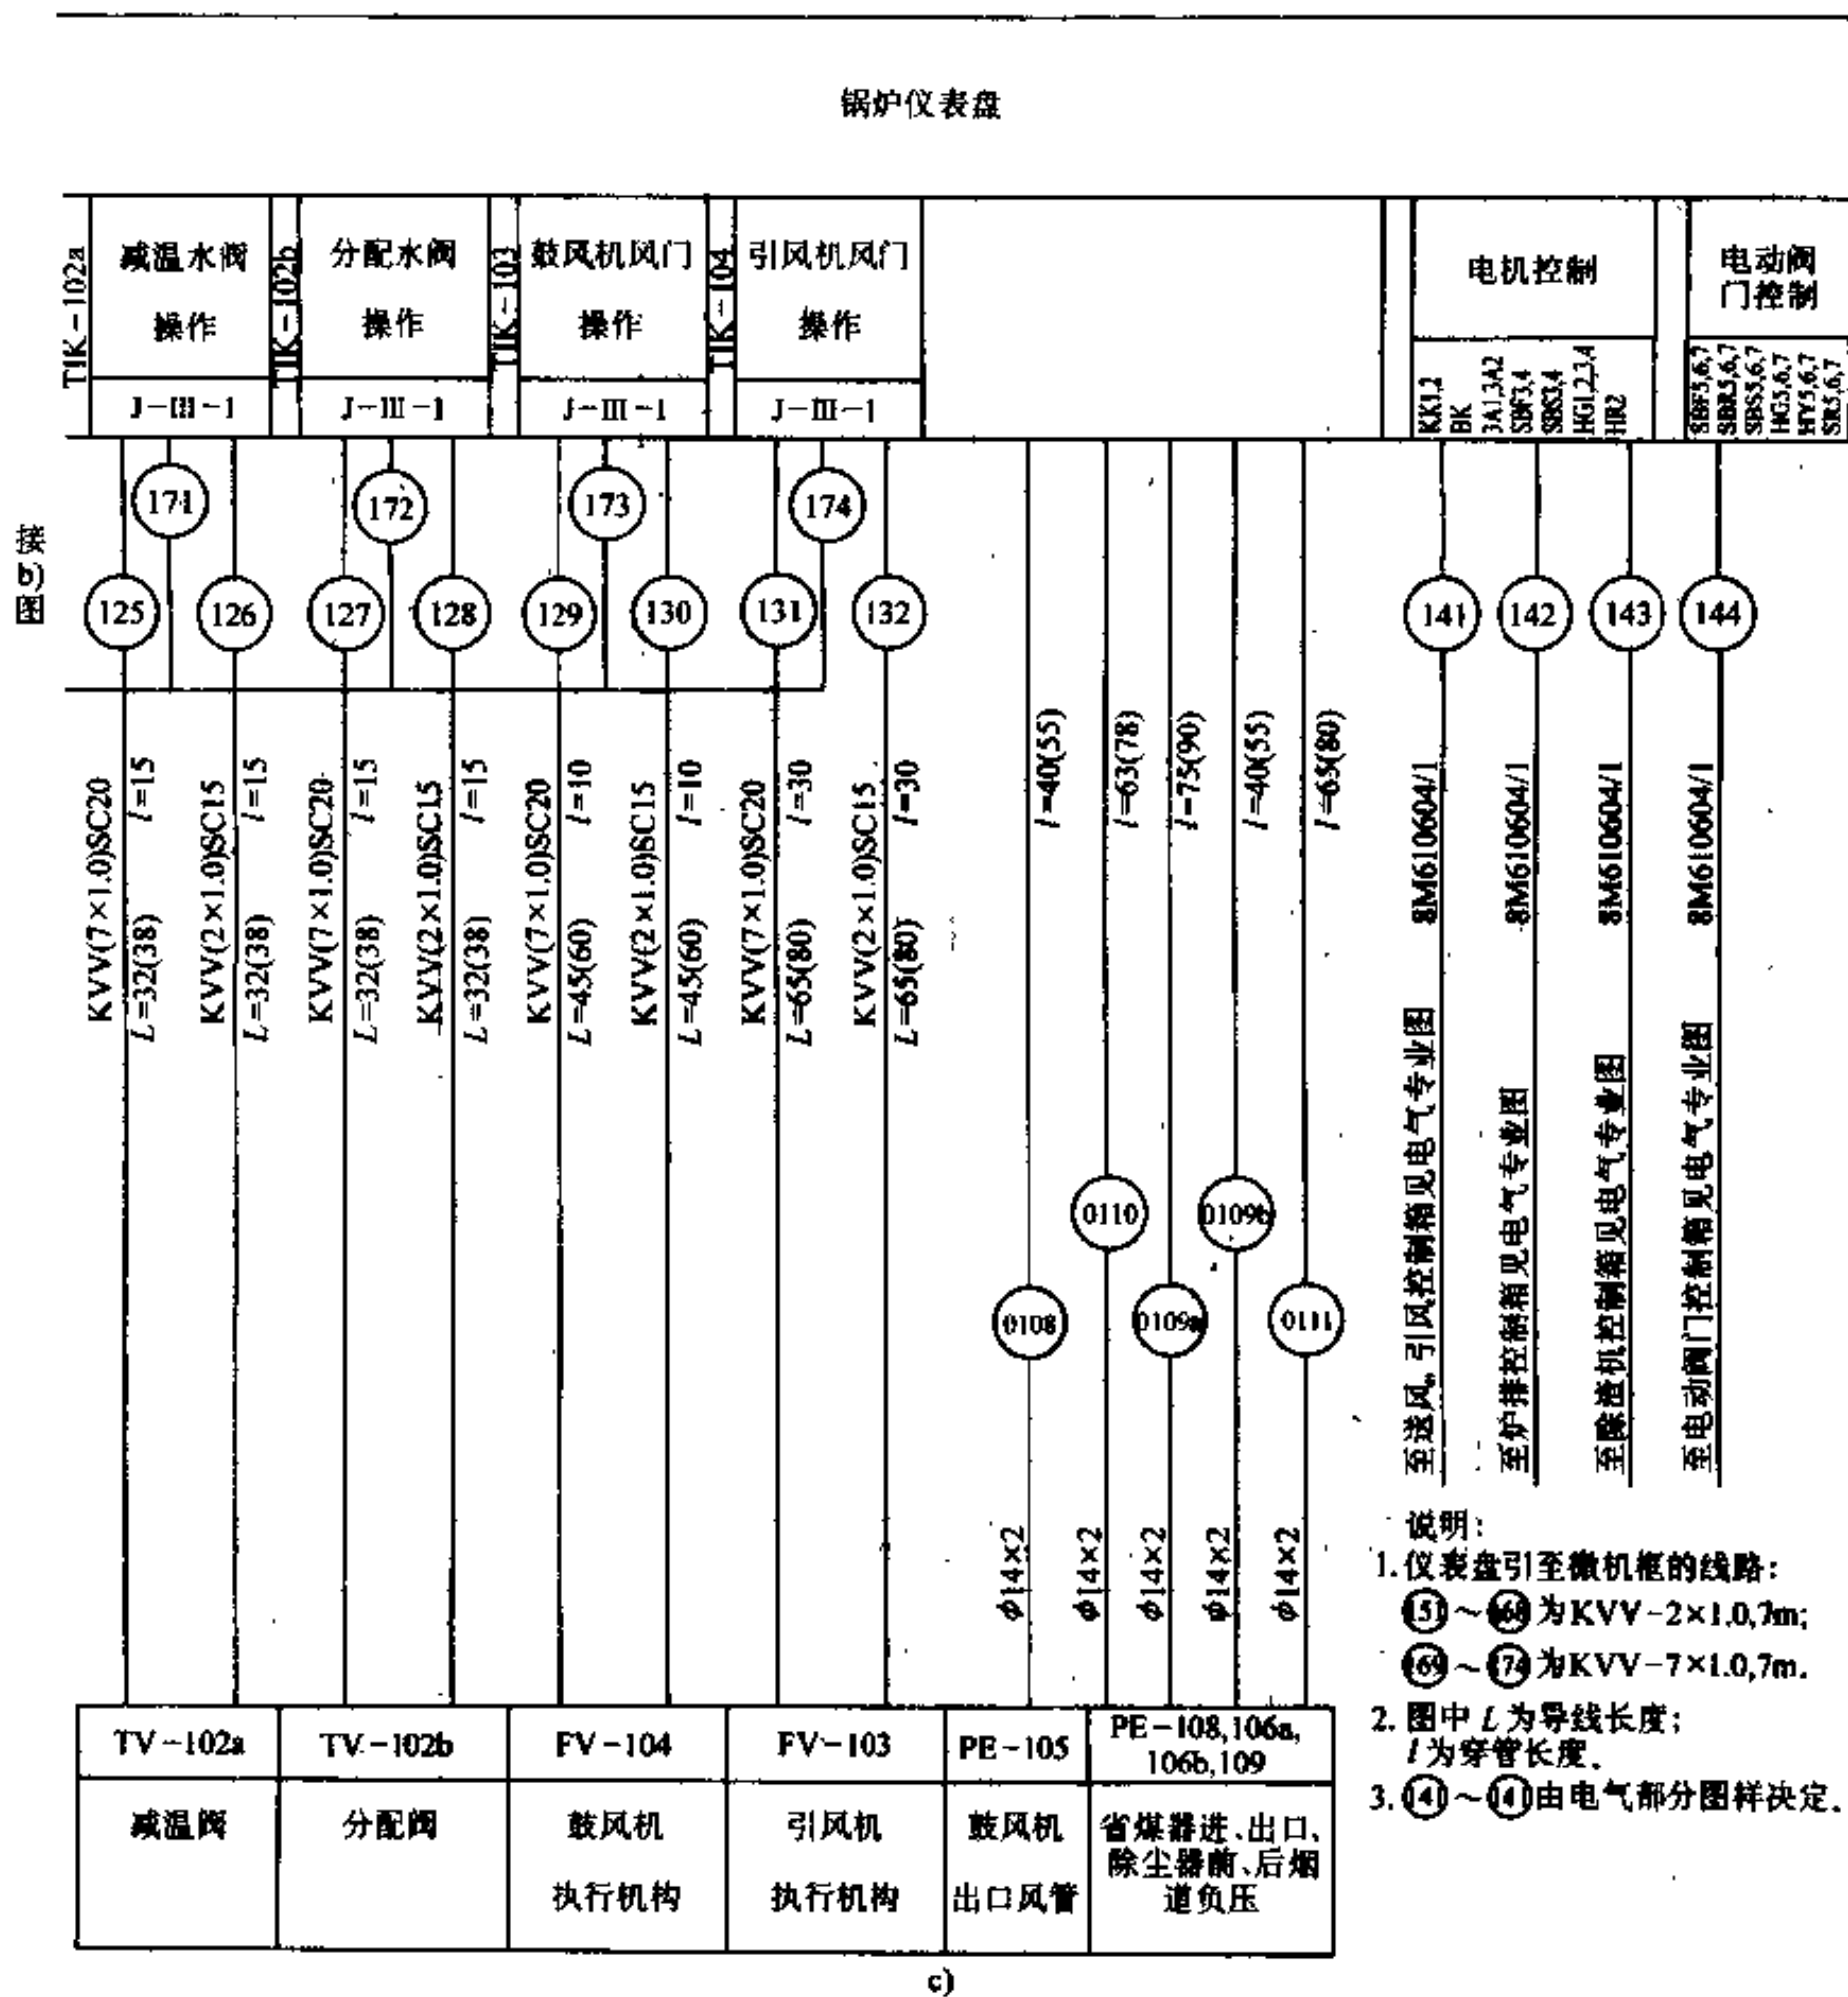 锅炉仪表盘
TIK-102a
减温水阀
操作
J-III-1
TIK-102b
分配水阀
操作
J-III-1
TIK-103
鼓风机风门
操作
J-III-1
TIK-104
引风机风门
操作
J-III-1
电机控制
KK1,2
BK
3A1,3A2
SBF3,4
SBS3,4
HG1,2,3,4
HR2
电动阀
门控制
SBF5,6,7
SBR5,6,7
SBS5,6,7
HG5,6,7
HY5,6,7
SR5,6,7
接b)图
171
172
173
174
125
126
127
128
129
130
131
132
141
142
143
144
KVV(7×1.0)SC20 l=15
L=32(38)
KVV(2×1.0)SC15 l=15
L=32(38)
KVV(7×1.0)SC20 l=15
L=32(38)
KVV(2×1.0)SC15 l=15
L=32(38)
KVV(7×1.0)SC20 l=10
L=45(60)
KVV(2×1.0)SC15 l=10
L=45(60)
KVV(7×1.0)SC20 l=30
L=65(80)
KVV(2×1.0)SC15 l=30
L=65(80)
l=40(55)
l=63(78)
l=75(90)
l=40(55)
l=65(80)
0110
0109b
0108
0109a
0111
φ14×2
φ14×2
φ14×2
φ14×2
φ14×2
至送风、引风控制箱见电气专业图 8M610604/1
至炉排控制箱见电气专业图 8M610604/1
至除渣机控制箱见电气专业图 8M610604/1
至电动阀门控制箱见电气专业图 8M610604/1
说明:
1.仪表盘引至微机柜的线路:
151～168为KVV-2×1.0,7m;
169～174为KVV-7×1.0,7m.
2.图中L为导线长度;
l为穿管长度.
3.141～141由电气部分图样决定.
TV-102a
TV-102b
FV-104
FV-103
PE-105
PE-108,106a,
106b,109
减温阀
分配阀
鼓风机
执行机构
引风机
执行机构
鼓风机
出口风管
省煤器进、出口、
除尘器前、后烟
道负压
c)